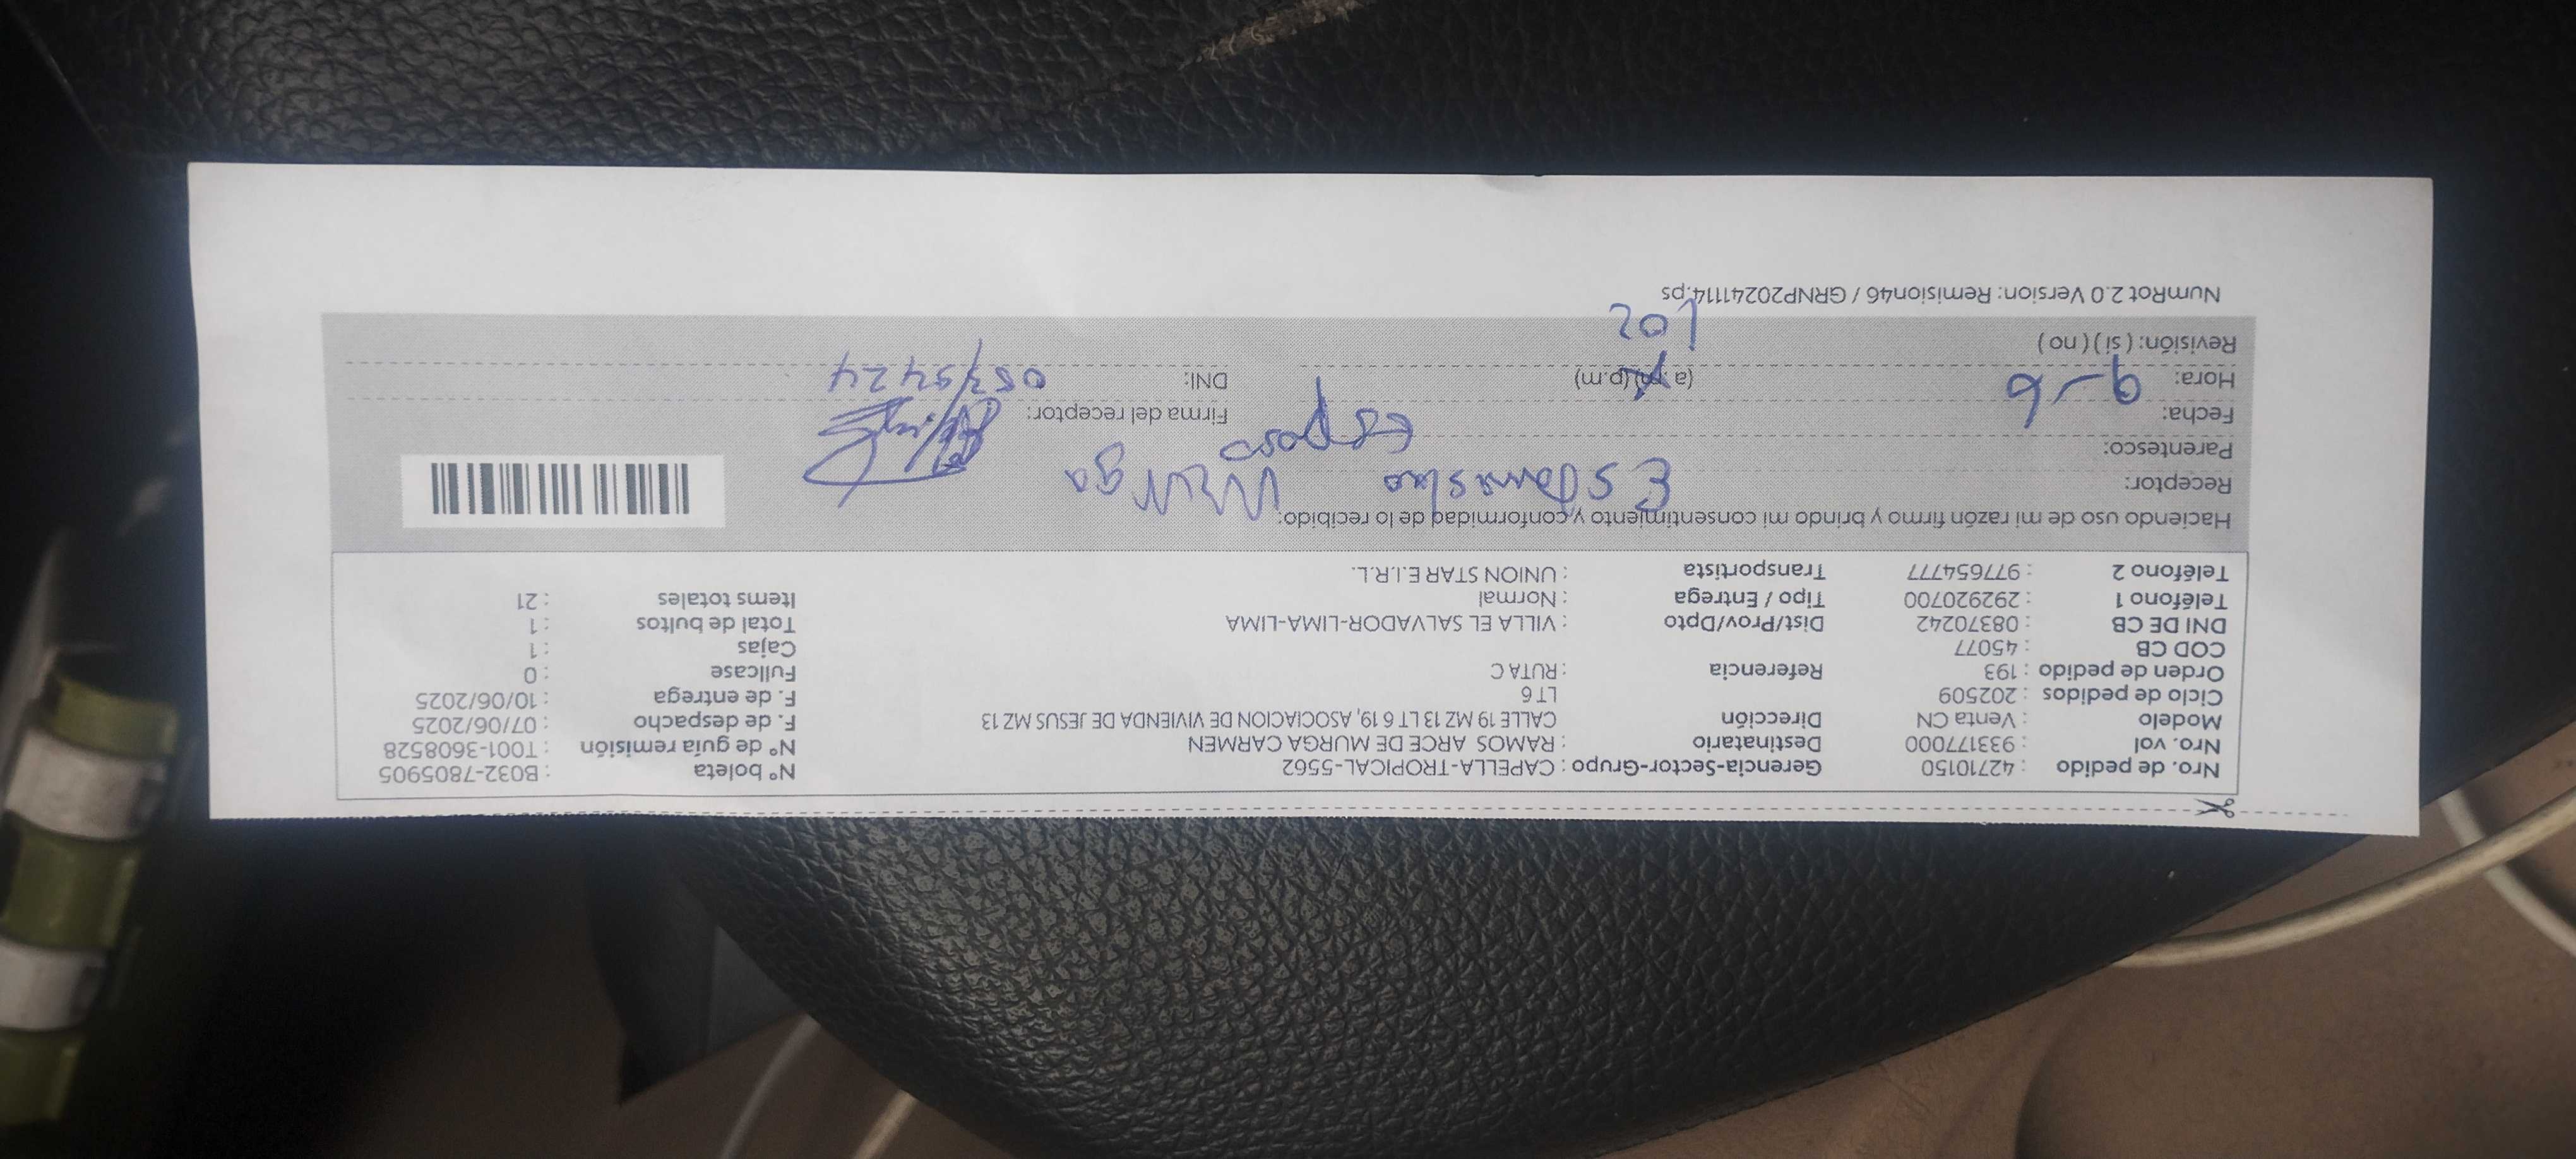 Nro. de pedido : 42710150 Gerencia-Sector-Grupo : CAPELLA-TROPICAL-5562 N° boleta : B032-7805905
Nro. vol : 933177000 Destinatario : RAMOS ARCE DE MURGA CARMEN N° de guía remisión : T001-3608528
Modelo : Venta CN Dirección CALLE 19 MZ 13 LT 6 19, ASOCIACION DE VIVIENDA DE JESUS MZ 13 F. de despacho : 07/06/2025
Ciclo de pedidos : 202509 LT 6 F. de entrega : 10/06/2025
Orden de pedido : 193 Referencia : RUTA C Fullcase : 0
COD CB : 45077 Cajas : 1
DNI DE CB : 08370242 Dist/Prov/Dpto : VILLA EL SALVADOR-LIMA-LIMA Total de bultos : 1
Teléfono 1 : 292920700 Tipo / Entrega : Normal Items totales : 21
Teléfono 2 : 977654777 Transportista : UNION STAR E.I.R.L.
Haciendo uso de mi razón firmo y brindo mi consentimiento y conformidad de lo recibido:
Receptor: Murga
Parentesco: Esposo
Fecha: 9-6 Firma del receptor:
Hora: (a.m) (p.m) DNI:
Revisión: ( si ) ( no )
NumRot 2.0 Version: Remision46 / GRNP20241114.ps